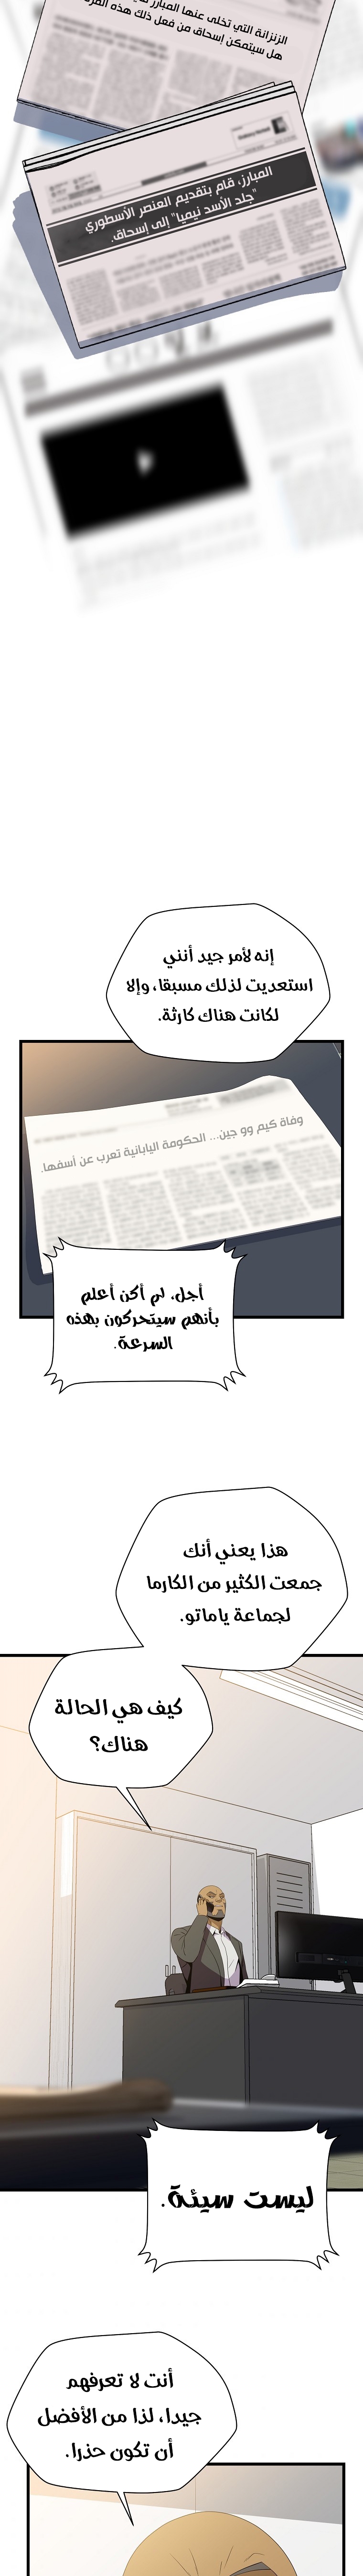 الزنزانة التي تخلى عنها المبارز
هل سيتمكن إسحاق من فعل ذلك هذه
المبارز، قام بتقديم العنصر الأسطوري
"جلد الأسد نيميا" إلى إسحاق.
إنه لأمر جيد أنني
استعديت لذلك مسبقا، وإلا
لكانت هناك كارثة.
وفاة كيم وو جين... الحكومة اليابانية تعرب عن أسفها.
أجل، لم أكن أعلم
بأنهم سيتحركون بهذه
السرعة.
هذا يعني أنك
جمعت الكثير من الكارما
لجماعة ياماتو.
كيف هي الحالة
هناك؟
ليست سيئة.
أنت لا تعرفهم
جيدا، لذا من الأفضل
أن تكون حذرا.